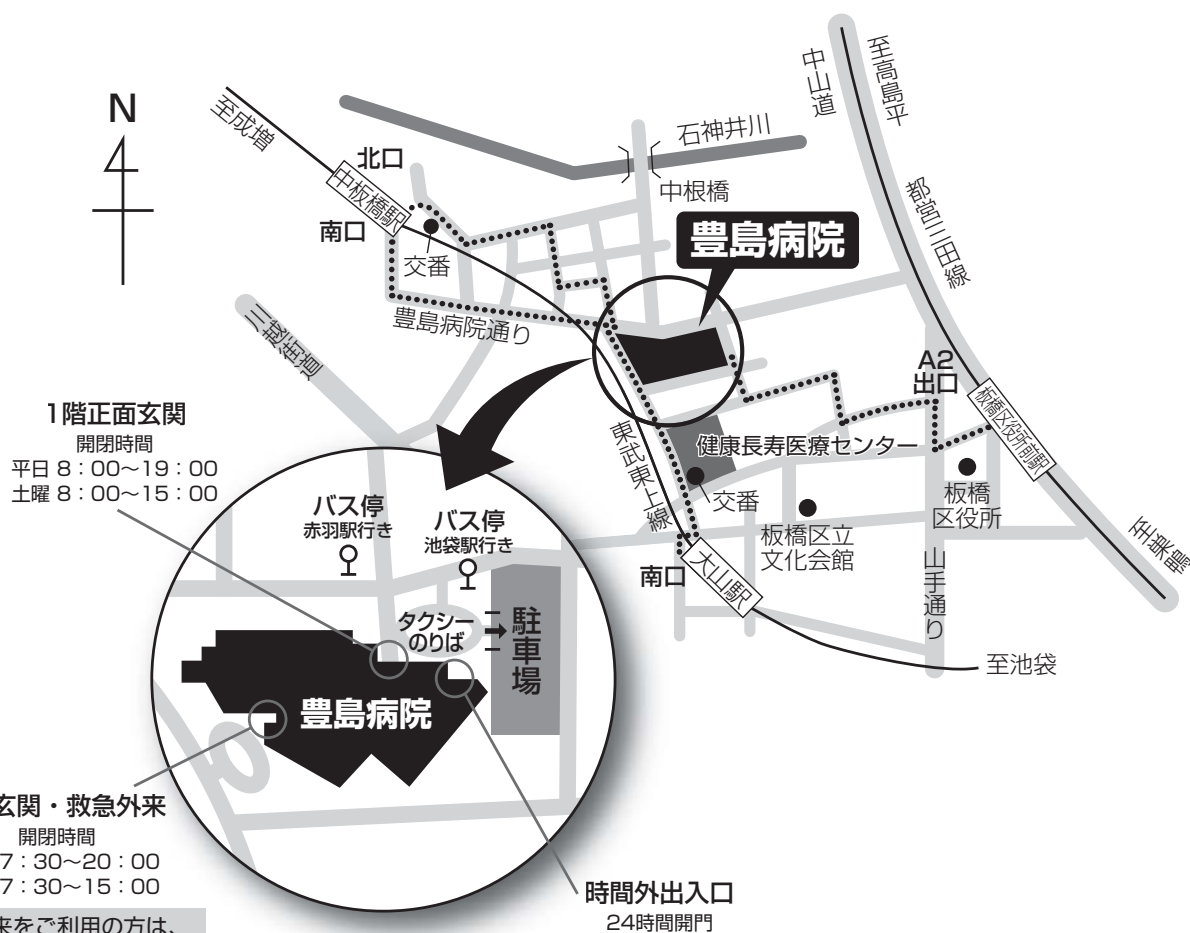 N
至成増
北口
中板橋駅
南口
交番
石神井川
中根橋
豊島病院
中山道
至高島平
都営三田線
豊島病院通り
川越街道
A2
出口
板橋区役所前駅
健康長寿医療センター
東武東上線
交番
板橋区立
文化会館
板橋
区役所
至巣鴨
南口
大山駅
山手通り
至池袋
1階正面玄関
開閉時間
平日 8：00～19：00
土曜 8：00～15：00
バス停
赤羽駅行き
バス停
池袋駅行き
タクシー
のりば
駐車場
豊島病院
玄関・救急外来
開閉時間
7：30～20：00
7：30～15：00
来をご利用の方は、
時間外出入口
24時間開門